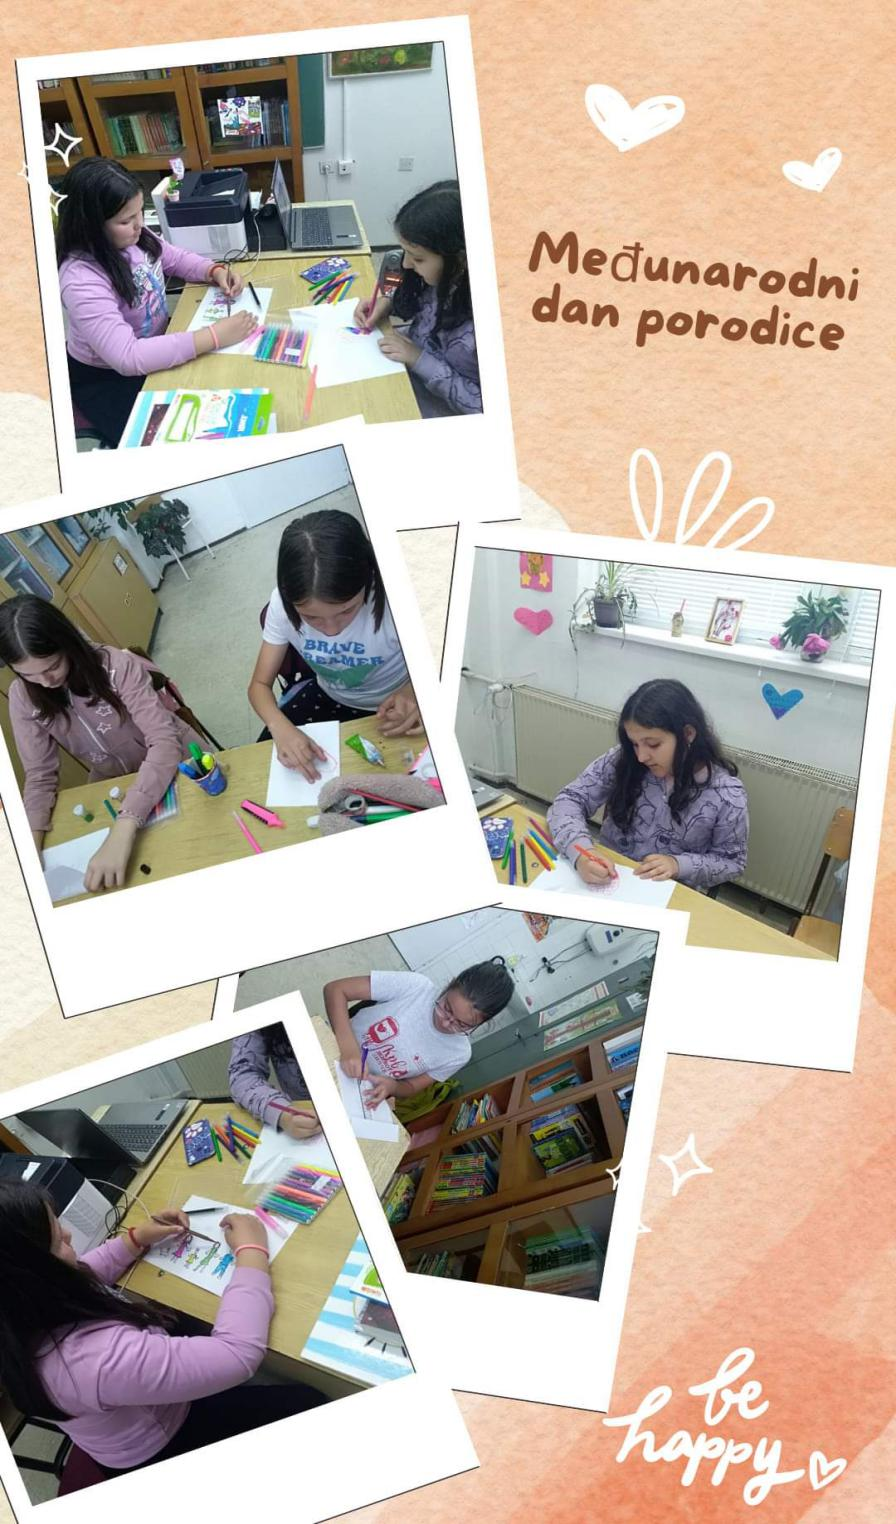 Međunarodni
dan porodice
BRAVE
DREAMER
be
happy